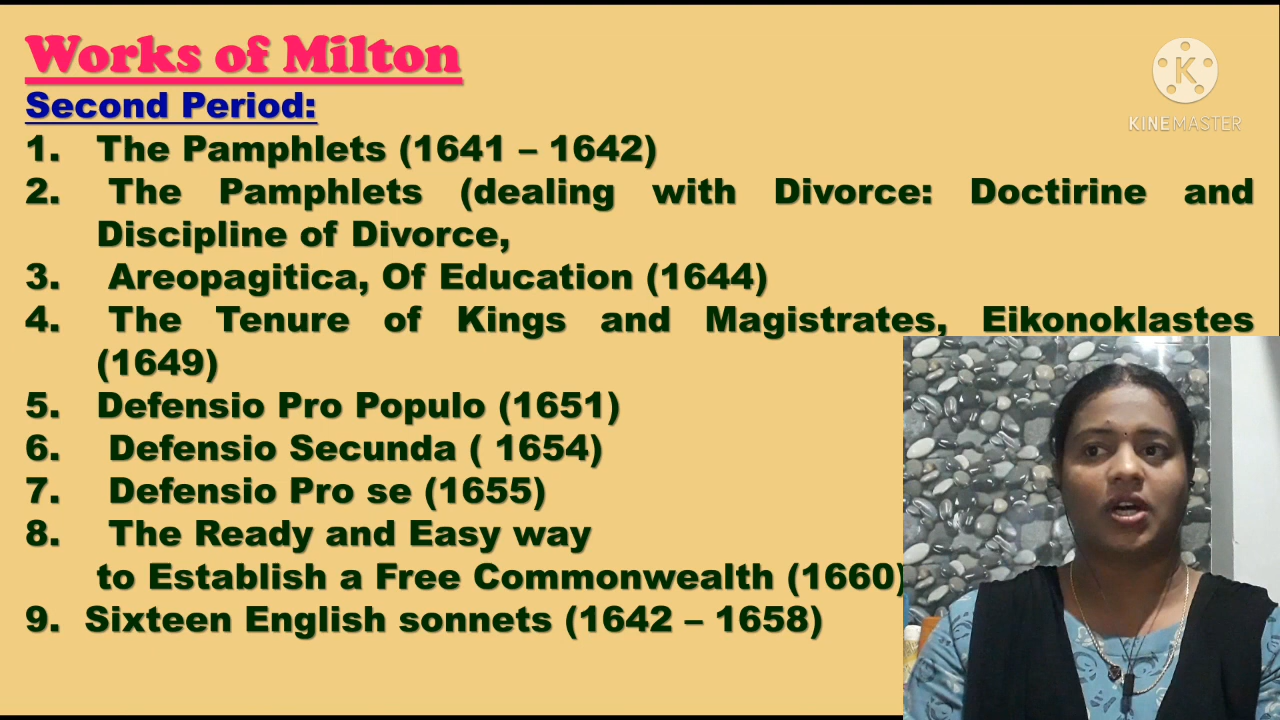 Works of Milton
Second Period:
1. The Pamphlets (1641 – 1642)
2. The Pamphlets (dealing with Divorce: Doctirine and
Discipline of Divorce,
3. Areopagitica, Of Education (1644)
4. The Tenure of Kings and Magistrates, Eikonoklastes
(1649)
5. Defensio Pro Populo (1651)
6. Defensio Secunda ( 1654)
7. Defensio Pro se (1655)
8. The Ready and Easy way
to Establish a Free Commonwealth (1660)
9. Sixteen English sonnets (1642 – 1658)
K
KINEMASTER